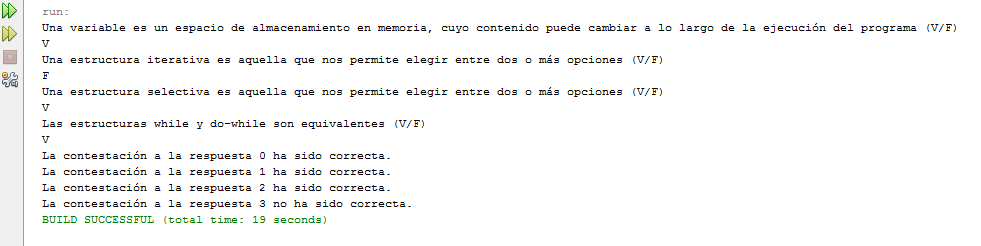 run:
Una variable es un espacio de almacenamiento en memoria, cuyo contenido puede cambiar a lo largo de la ejecución del programa (V/F)
V
Una estructura iterativa es aquella que nos permite elegir entre dos o más opciones (V/F)
F
Una estructura selectiva es aquella que nos permite elegir entre dos o más opciones (V/F)
V
Las estructuras while y do-while son equivalentes (V/F)
V
La contestación a la respuesta 0 ha sido correcta.
La contestación a la respuesta 1 ha sido correcta.
La contestación a la respuesta 2 ha sido correcta.
La contestación a la respuesta 3 no ha sido correcta.
BUILD SUCCESSFUL (total time: 19 seconds)